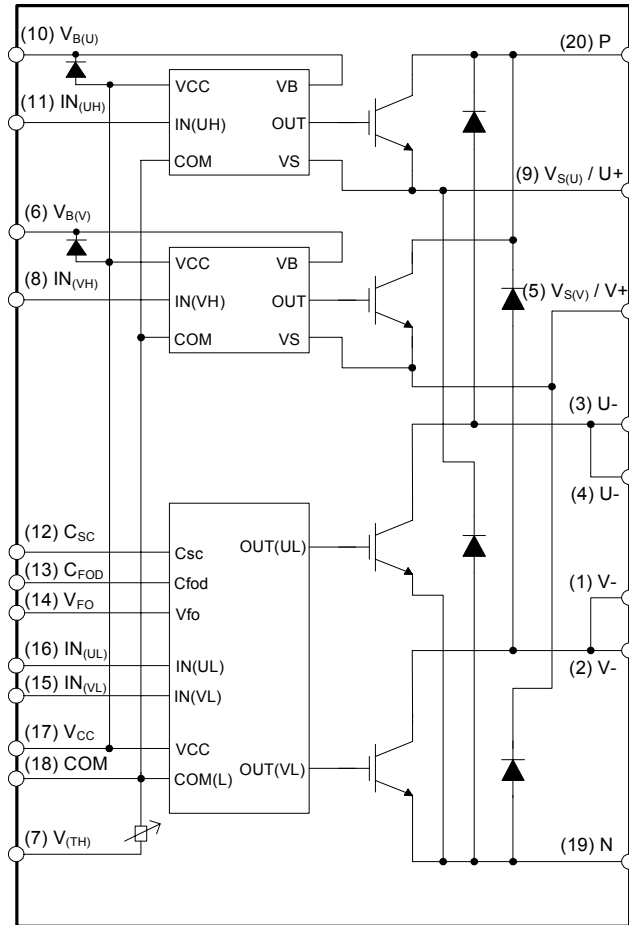 (10) VB(U)
(20) P
VCC
VB
(11) IN(UH)
IN(UH)
OUT
COM
VS
(9) VS(U) / U+
(6) VB(V)
VCC
VB
(8) IN(VH)
IN(VH)
OUT
(5) VS(V) / V+
COM
VS
(3) U-
(4) U-
(12) CSC
Csc
OUT(UL)
(13) CFOD
Cfod
(14) VFO
Vfo
(1) V-
(16) IN(UL)
IN(UL)
(2) V-
(15) IN(VL)
IN(VL)
(17) VCC
VCC
(18) COM
COM(L)
OUT(VL)
(7) V(TH)
(19) N